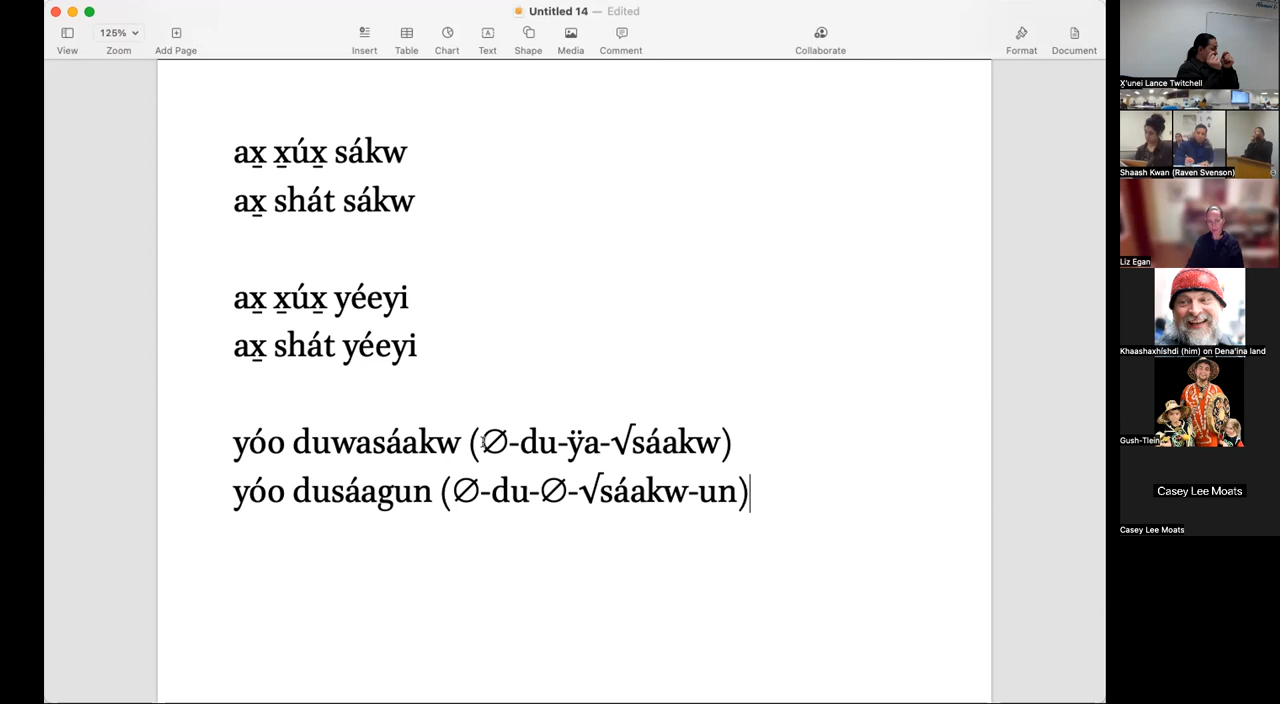 Untitled 14 — Edited
125%
View
Zoom
Add Page
Insert
Table
Chart
Text
Shape
Media
Comment
Collaborate
Format
Document
ax̱ x̱úx̱ sákw
ax̱ shát sákw
ax̱ x̱úx̱ yéeyi
ax̱ shát yéeyi
yóo duwasáakw (∅-du-ÿa-√sáakw)
yóo dusáagun (∅-du-∅-√sáakw-un)
X̱'unei Lance Twitchell
Shaash Kwan (Raven Svenson)
Liz Egan
Khaashaxhíshdi (him) on Dena'ina land
Gush-Tlein
Casey Lee Moats
Casey Lee Moats